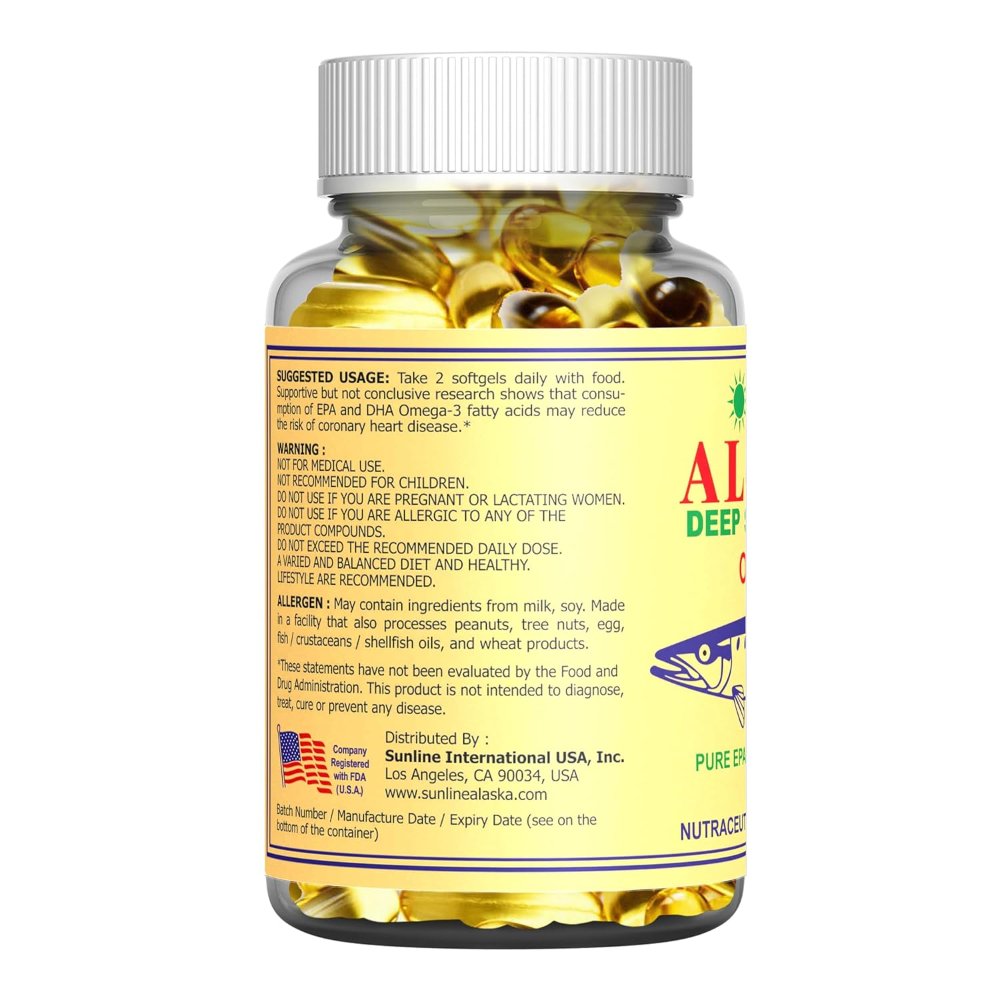 SUGGESTED USAGE: Take 2 softgels daily with food.
Supportive but not conclusive research shows that consu-
mption of EPA and DHA Omega-3 fatty acids may reduce
the risk of coronary heart disease.*
WARNING :
NOT FOR MEDICAL USE.
NOT RECOMMENDED FOR CHILDREN.
DO NOT USE IF YOU ARE PREGNANT OR LACTATING WOMEN.
DO NOT USE IF YOU ARE ALLERGIC TO ANY OF THE
PRODUCT COMPOUNDS.
DO NOT EXCEED THE RECOMMENDED DAILY DOSE.
A VARIED AND BALANCED DIET AND HEALTHY.
LIFESTYLE ARE RECOMMENDED.
ALLERGEN : May contain ingredients from milk, soy. Made
in a facility that also processes peanuts, tree nuts, egg,
fish / crustaceans / shellfish oils, and wheat products.
*These statements have not been evaluated by the Food and
Drug Administration. This product is not intended to diagnose,
treat, cure or prevent any disease.
Company
Registered
with FDA
(U.S.A.)
Distributed By :
Sunline International USA, Inc.
Los Angeles, CA 90034, USA
www.sunlinealaska.com
Batch Number / Manufacture Date / Expiry Date (see on the
bottom of the container)
AL
DEEP
PURE EPA
NUTRACEUT